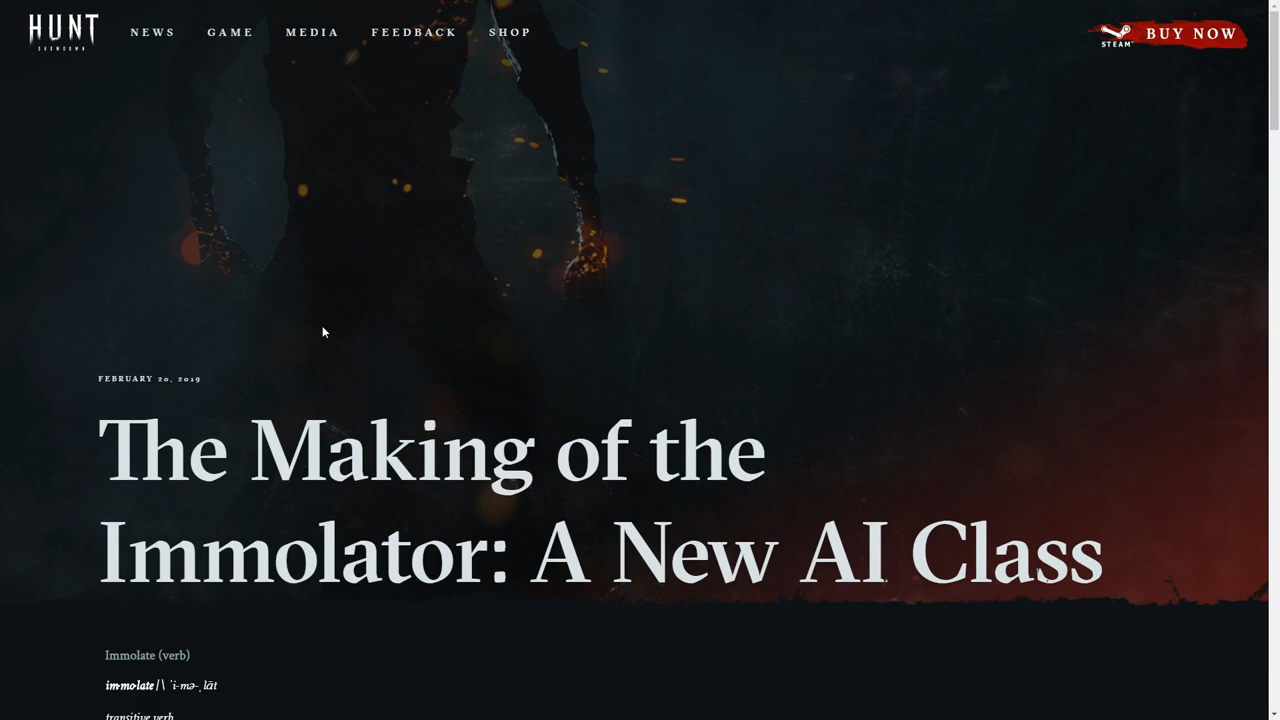 HUNT
SHOWDOWN
NEWS
GAME
MEDIA
FEEDBACK
SHOP
STEAM
BUY NOW
FEBRUARY 20, 2019
The Making of the
Immolator: A New AI Class
Immolate (verb)
im·mo·late | \ ˈi-mə-ˌlāt
transitive verb